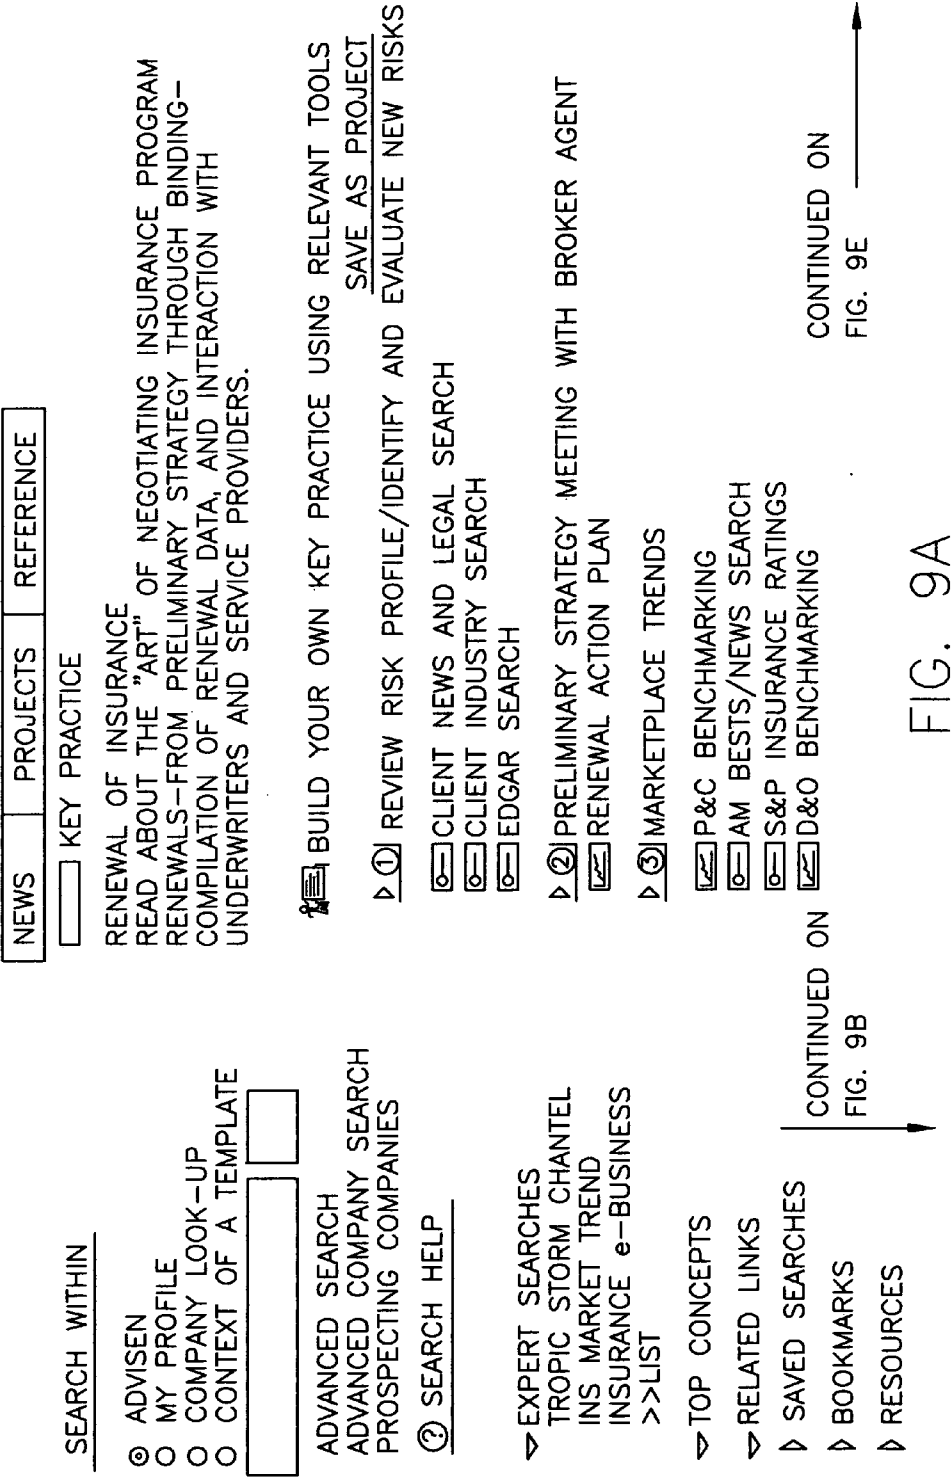 SEARCH WITHIN
ADVISEN
MY PROFILE
COMPANY LOOK-UP
CONTEXT OF A TEMPLATE
ADVANCED SEARCH
ADVANCED COMPANY SEARCH
PROSPECTING COMPANIES
? SEARCH HELP
EXPERT SEARCHES
TROPIC STORM CHANTEL
INS MARKET TREND
INSURANCE e-BUSINESS
>>LIST
TOP CONCEPTS
RELATED LINKS
SAVED SEARCHES
BOOKMARKS
RESOURCES
CONTINUED ON
FIG. 9B
NEWS PROJECTS REFERENCE
KEY PRACTICE
RENEWAL OF INSURANCE
READ ABOUT THE "ART" OF NEGOTIATING INSURANCE PROGRAM
RENEWALS-FROM PRELIMINARY STRATEGY THROUGH BINDING-
COMPILATION OF RENEWAL DATA, AND INTERACTION WITH
UNDERWRITERS AND SERVICE PROVIDERS.
BUILD YOUR OWN KEY PRACTICE USING RELEVANT TOOLS
SAVE AS PROJECT
1 REVIEW RISK PROFILE/IDENTIFY AND EVALUATE NEW RISKS
CLIENT NEWS AND LEGAL SEARCH
CLIENT INDUSTRY SEARCH
EDGAR SEARCH
2 PRELIMINARY STRATEGY MEETING WITH BROKER AGENT
RENEWAL ACTION PLAN
3 MARKETPLACE TRENDS
P&C BENCHMARKING
AM BESTS/NEWS SEARCH
S&P INSURANCE RATINGS
D&O BENCHMARKING
CONTINUED ON
FIG. 9E
FIG. 9A